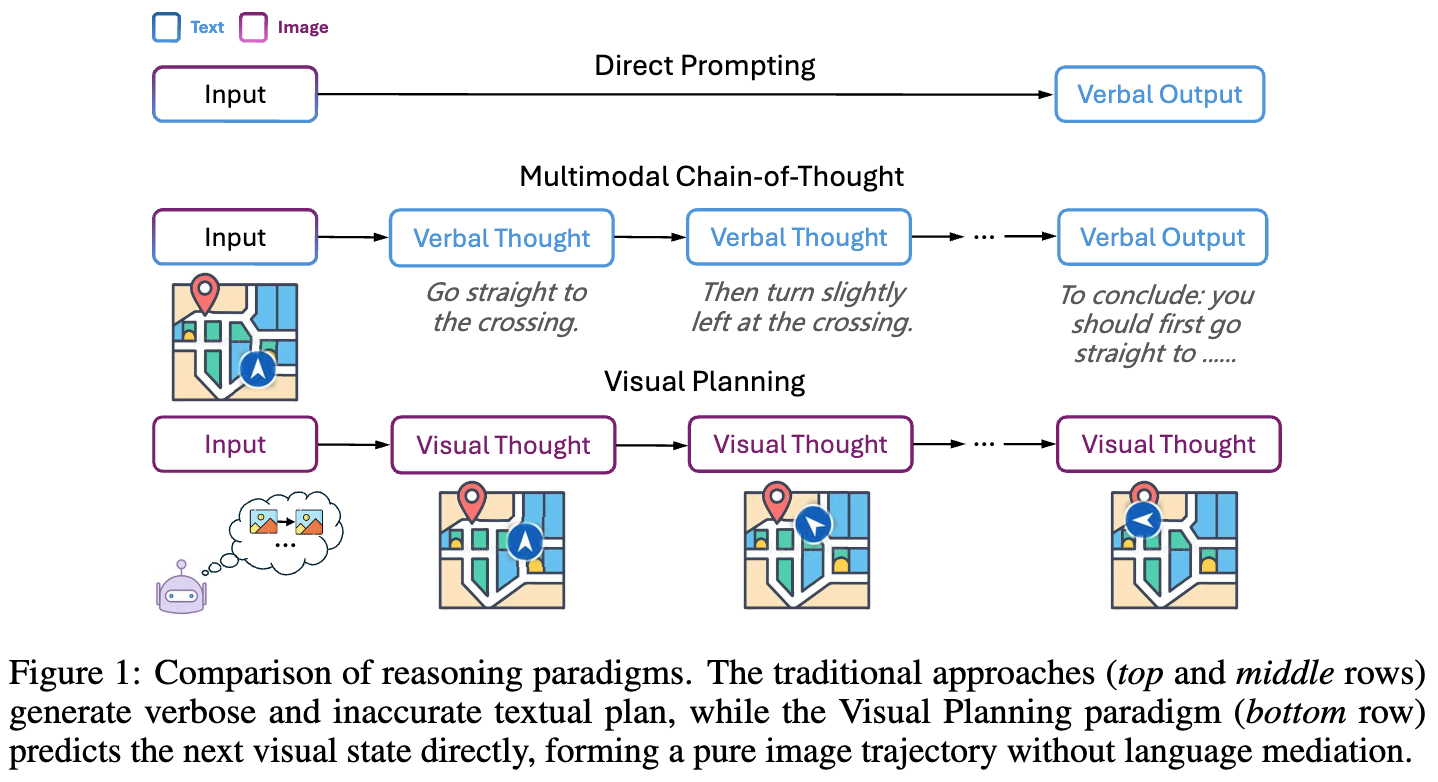 Text Image
Direct Prompting
Input Verbal Output
Multimodal Chain-of-Thought
Input Verbal Thought Verbal Thought ... Verbal Output
Go straight to
the crossing.
Then turn slightly
left at the crossing.
To conclude: you
should first go
straight to ......
Visual Planning
Input Visual Thought Visual Thought ... Visual Thought
...
Figure 1: Comparison of reasoning paradigms. The traditional approaches (top and middle rows)
generate verbose and inaccurate textual plan, while the Visual Planning paradigm (bottom row)
predicts the next visual state directly, forming a pure image trajectory without language mediation.